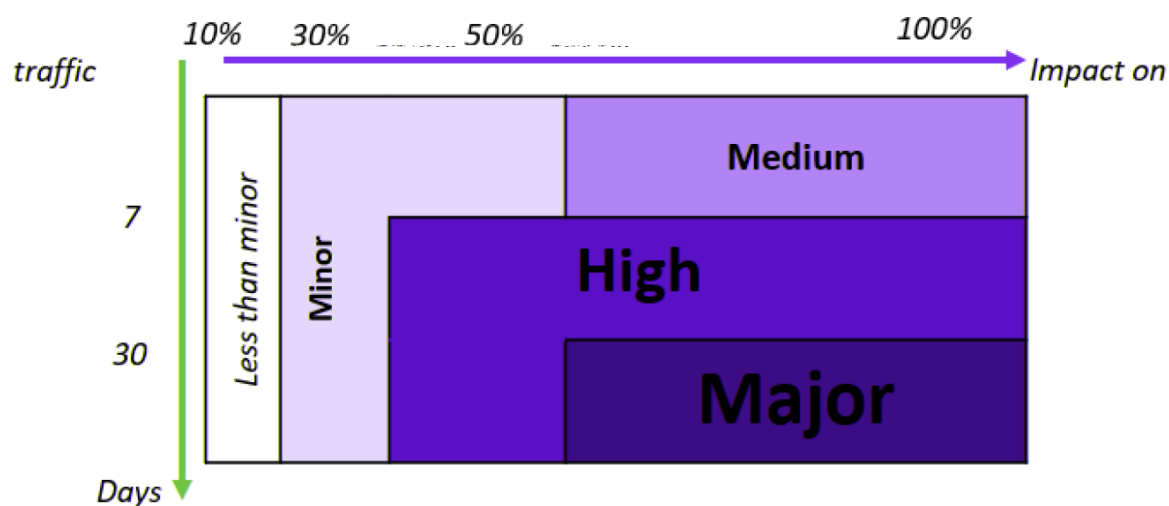 10% 30% 50% 100%
traffic
Impact on
Medium
7
Less than minor
Minor
High
30
Major
Days